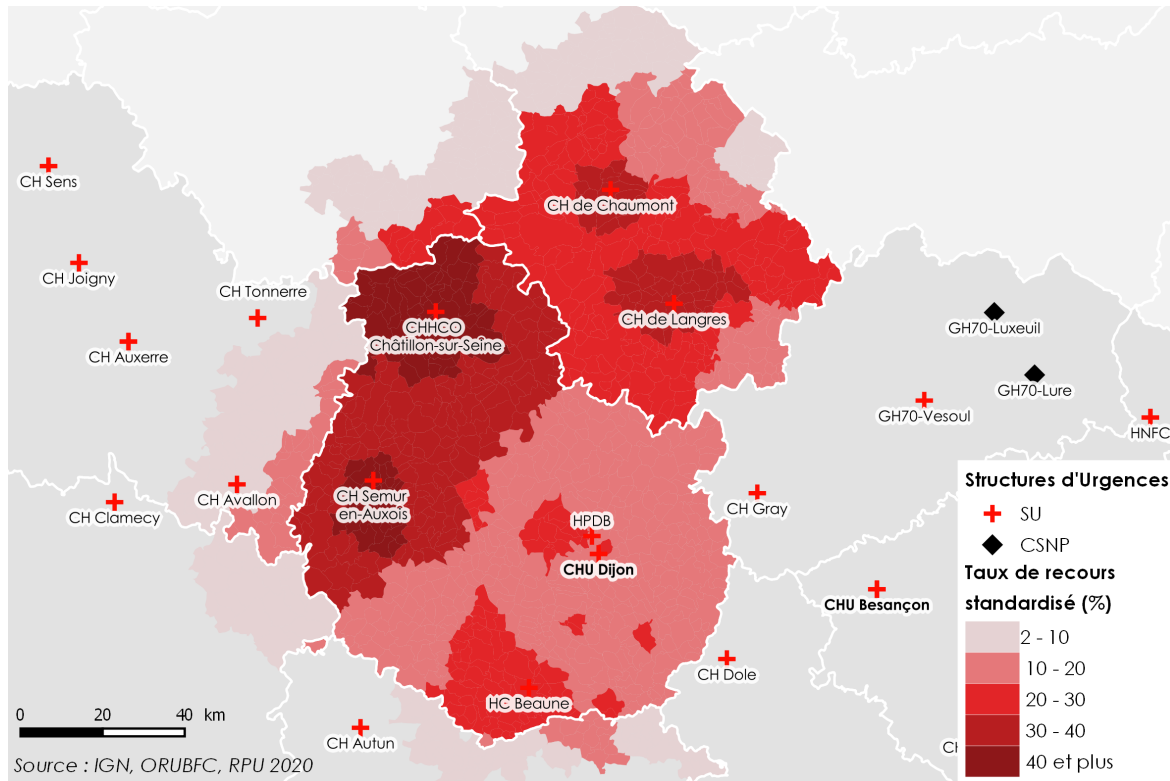 CH Sens
CH de Chaumont
CH Joigny
CH Tonnerre
CH de Langres
CHHCO
Châtillon-sur-Seine
GH70-Luxeuil
CH Auxerre
GH70-Lure
GH70-Vesoul
HNFC
CH Avallon
CH Semur
en-Auxois
CH Clamecy
CH Gray
HPDB
CHU Dijon
CHU Besançon
CH Dole
HC Beaune
CH Autun
CH
Structures d'Urgences
SU
CSNP
Taux de recours
standardisé (%)
2 - 10
10 - 20
20 - 30
30 - 40
40 et plus
0 20 40 km
Source : IGN, ORUBFC, RPU 2020